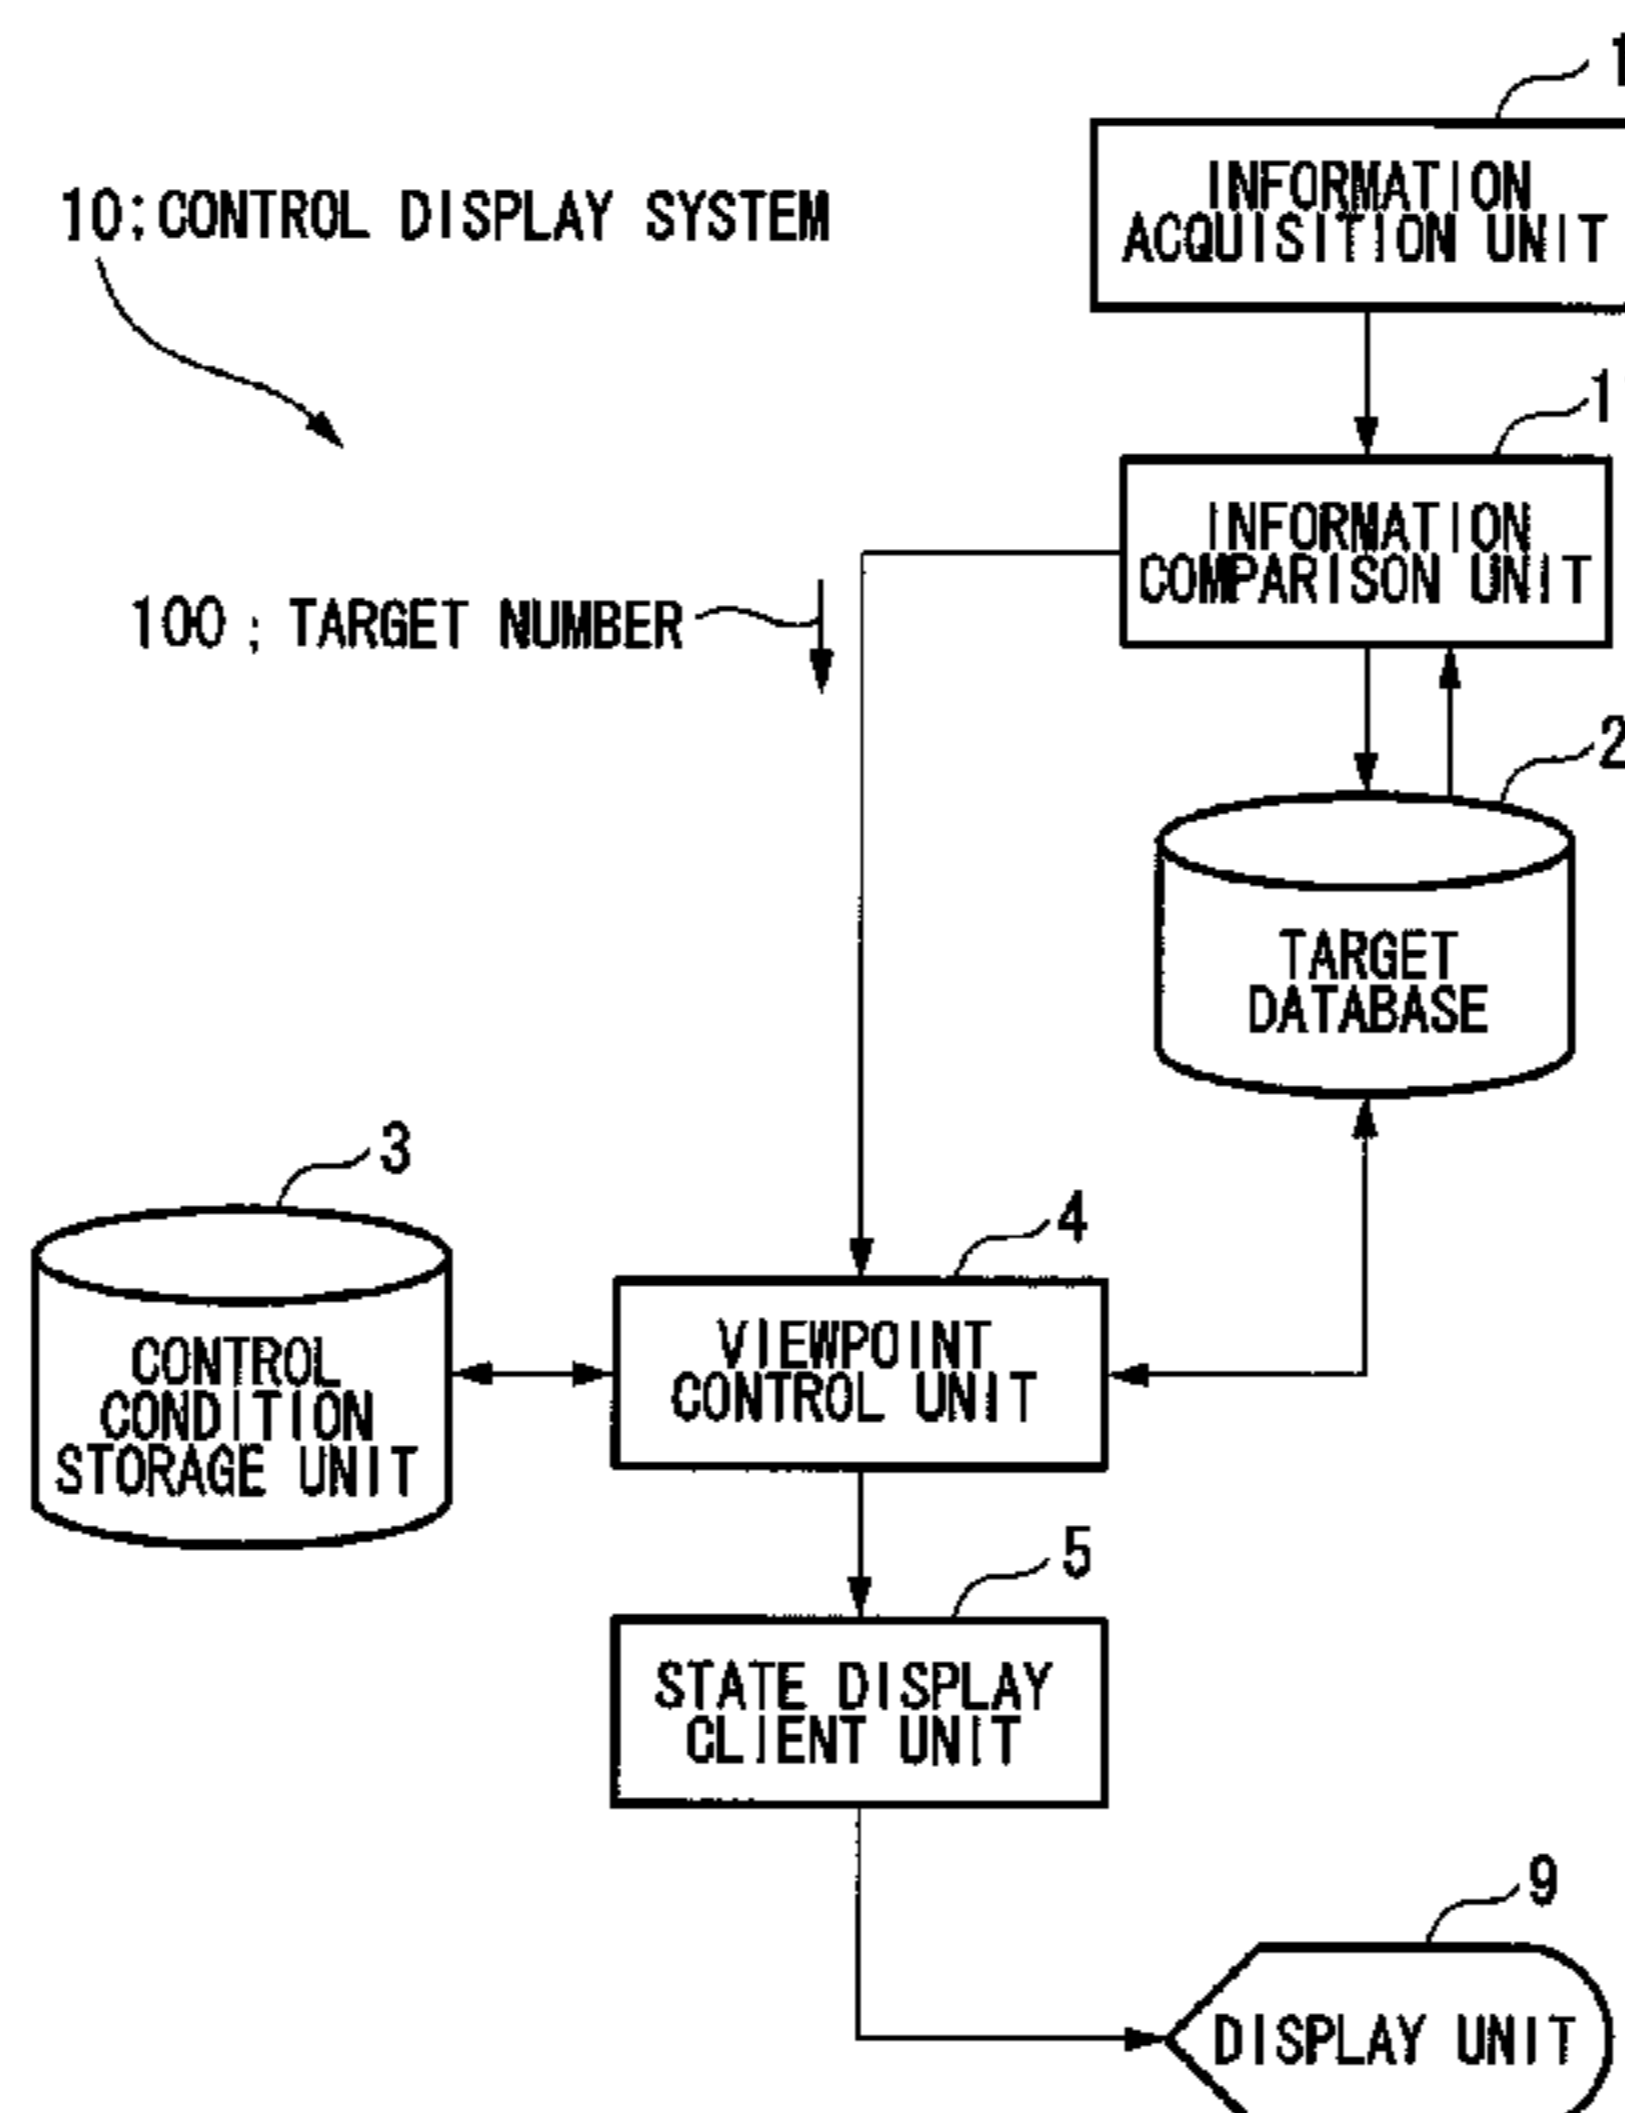 10;CONTROL DISPLAY SYSTEM
INFORMATION
ACQUISITION UNIT
INFORMATION
COMPARISON UNIT
100 ; TARGET NUMBER
2
TARGET
DATABASE
3
CONTROL
CONDITION
STORAGE UNIT
4
VIEWPOINT
CONTROL UNIT
5
STATE DISPLAY
CLIENT UNIT
9
DISPLAY UNIT